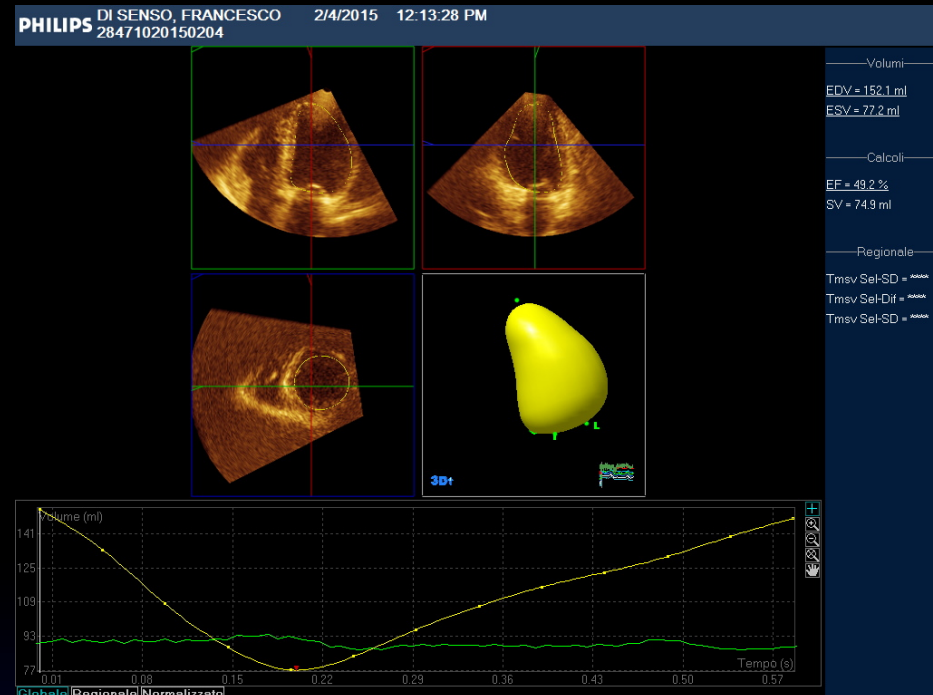 PHILIPS DI SENSO, FRANCESCO 2/4/2015 12:13:28 PM
28471020150204
Volumi
EDV = 152.1 ml
ESV = 77.2 ml
Calcoli
EF = 49.2 %
SV = 74.9 ml
Regionale
Tmsv Sel-SD = ****
Tmsv Sel-Dif = ****
Tmsv Sel-SD = ****
L
I
3D
Volume (ml)
141
125
109
93
77
Tempo (s)
0.01 0.08 0.15 0.22 0.29 0.36 0.43 0.50 0.57
Globale Regionale Normalizzato